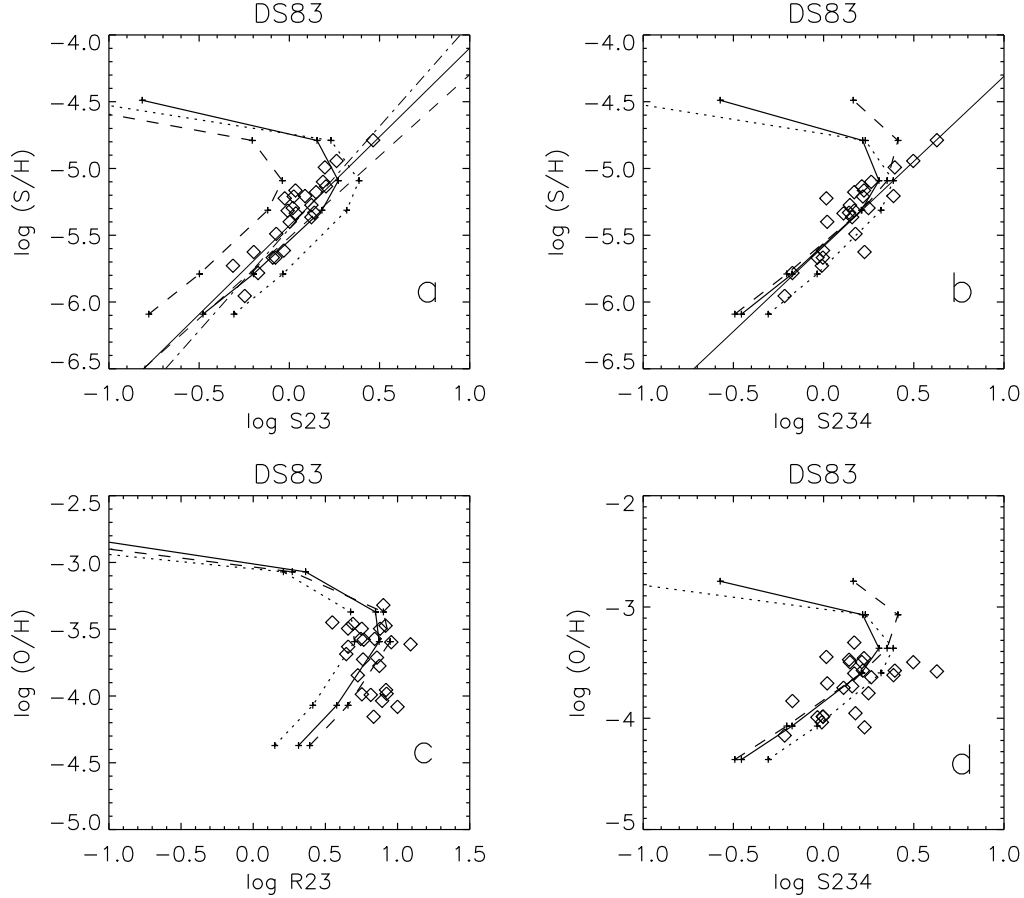 DS83
DS83
−4.0
−4.5
−5.0
−5.5
−6.0
−6.5
log (S/H)
−1.0 −0.5 0.0 0.5 1.0
log S23
a
−4.0
−4.5
−5.0
−5.5
−6.0
−6.5
log (S/H)
−1.0 −0.5 0.0 0.5 1.0
log S234
b
DS83
DS83
−2.5
−3.0
−3.5
−4.0
−4.5
−5.0
log (O/H)
−1.0 −0.5 0.0 0.5 1.0 1.5
log R23
c
−2
−3
−4
−5
log (O/H)
−1.0 −0.5 0.0 0.5 1.0
log S234
d